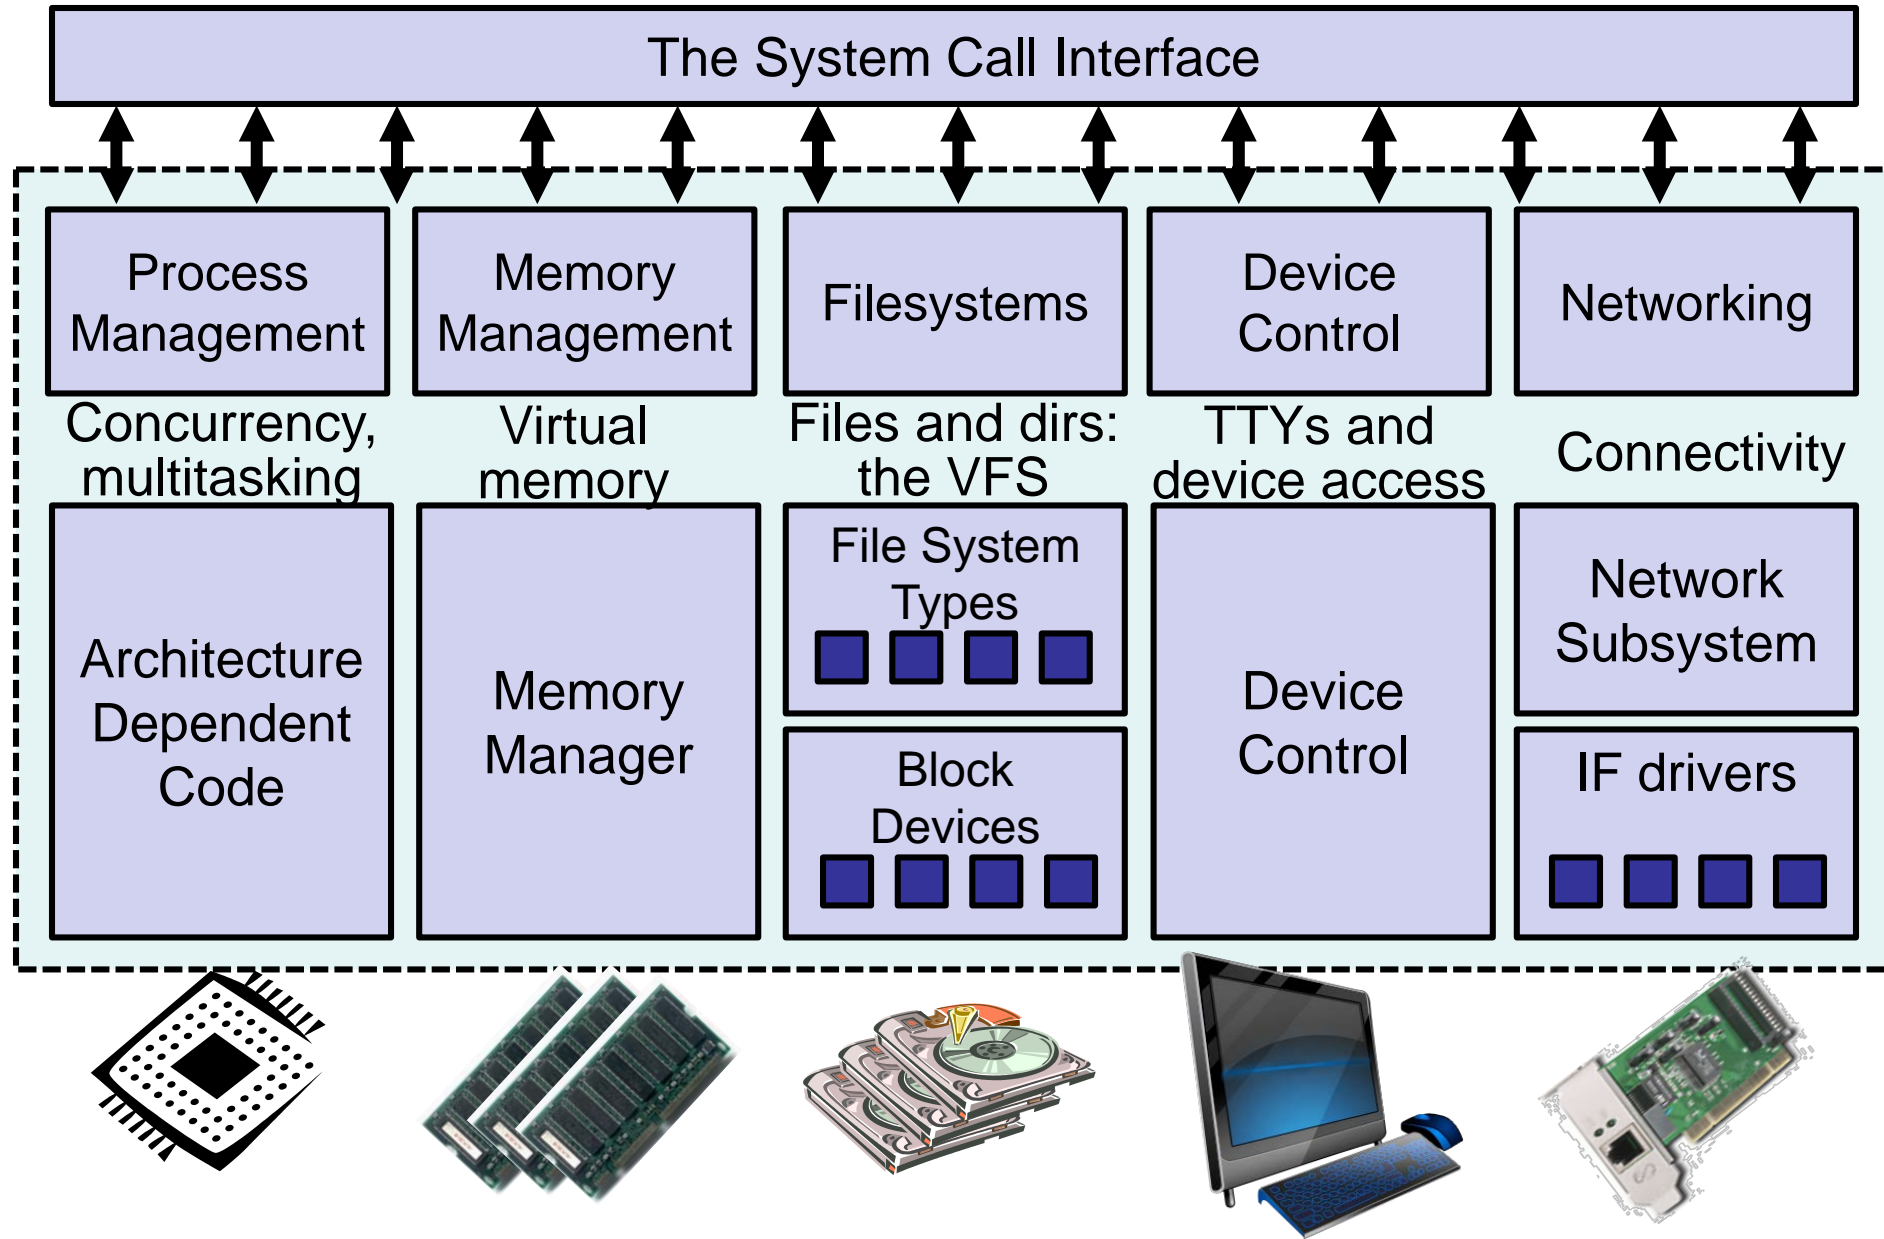 The System Call Interface
Process
Management
Memory
Management
Filesystems
Device
Control
Networking
Concurrency,
multitasking
Virtual
memory
Files and dirs:
the VFS
TTYs and
device access
Connectivity
Architecture
Dependent
Code
Memory
Manager
File System
Types
Block
Devices
Device
Control
Network
Subsystem
IF drivers